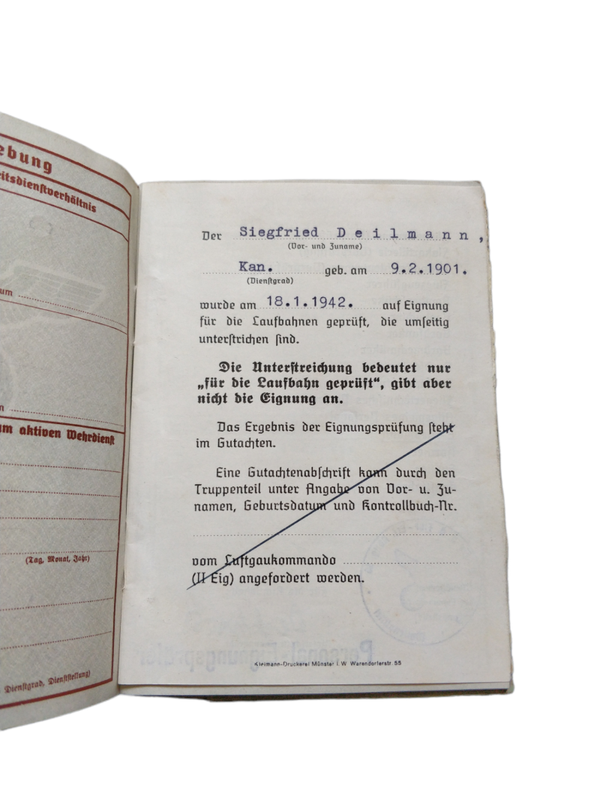 ebung
itsdienstverhältnis
um
n
um aktiven Wehrdienst
(Tag, Monat, Jahr)
Dienstgrad, Dienststellung)
Der Siegfried Deilmann,
(Vor- und Zuname)
Kan. geb. am 9.2.1901.
(Dienstgrad)
wurde am 18.1.1942. auf Eignung
für die Laufbahnen geprüft, die umseitig
unterstrichen sind.
Die Unterstreichung bedeutet nur
„für die Laufbahn geprüft“, gibt aber
nicht die Eignung an.
Das Ergebnis der Eignungsprüfung steht
im Gutachten.
Eine Gutachtenabschrift kann durch den
Truppenteil unter Angabe von Vor- u. Zu-
namen, Geburtsdatum und Kontrollbuch-Nr.
vom Luftgaukommando
(II Eig) angefordert werden.
Kleimann-Druckerei Münster i W Warendorferstr. 55